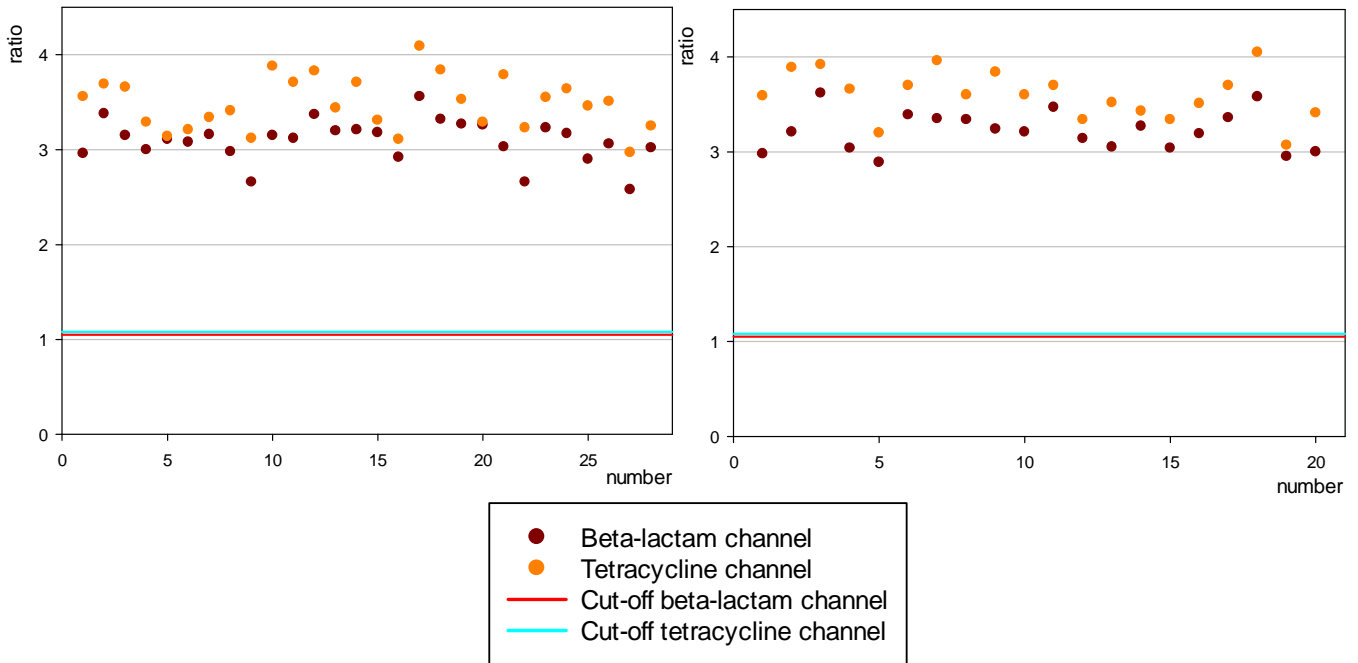 ratio
4
3
2
1
0
0 5 10 15 20 25
number
ratio
4
3
2
1
0
0 5 10 15 20
number
Beta-lactam channel
Tetracycline channel
Cut-off beta-lactam channel
Cut-off tetracycline channel